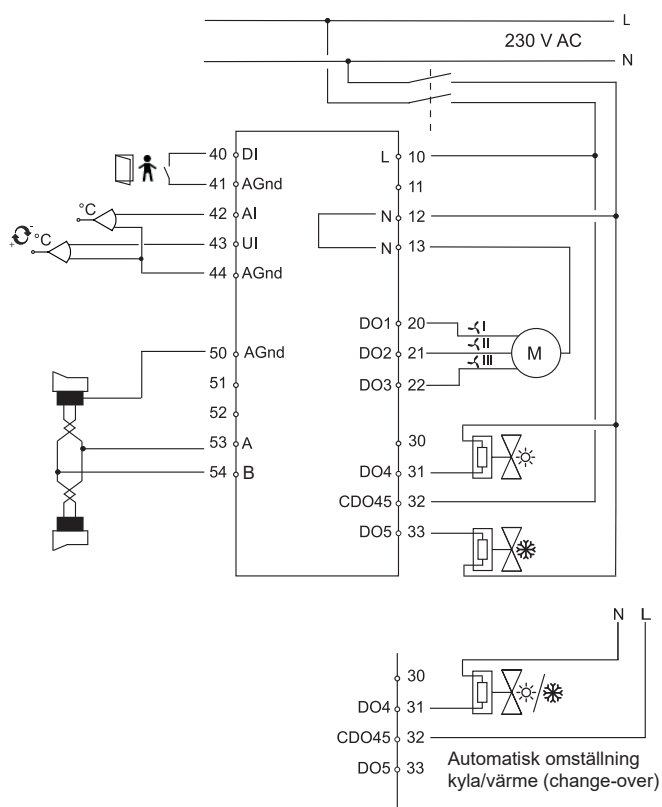 L
230 V AC
N
40 DI
41 AGnd
°C
42 AI
°C
43 UI
44 AGnd
50 AGnd
51
52
53 A
54 B
L 10
11
N 12
N 13
DO1 20 I
DO2 21 II
DO3 22 III
M
30
DO4 31
CDO45 32
DO5 33
N L
30
DO4 31
CDO45 32
DO5 33
Automatisk omställning
kyla/värme (change-over)